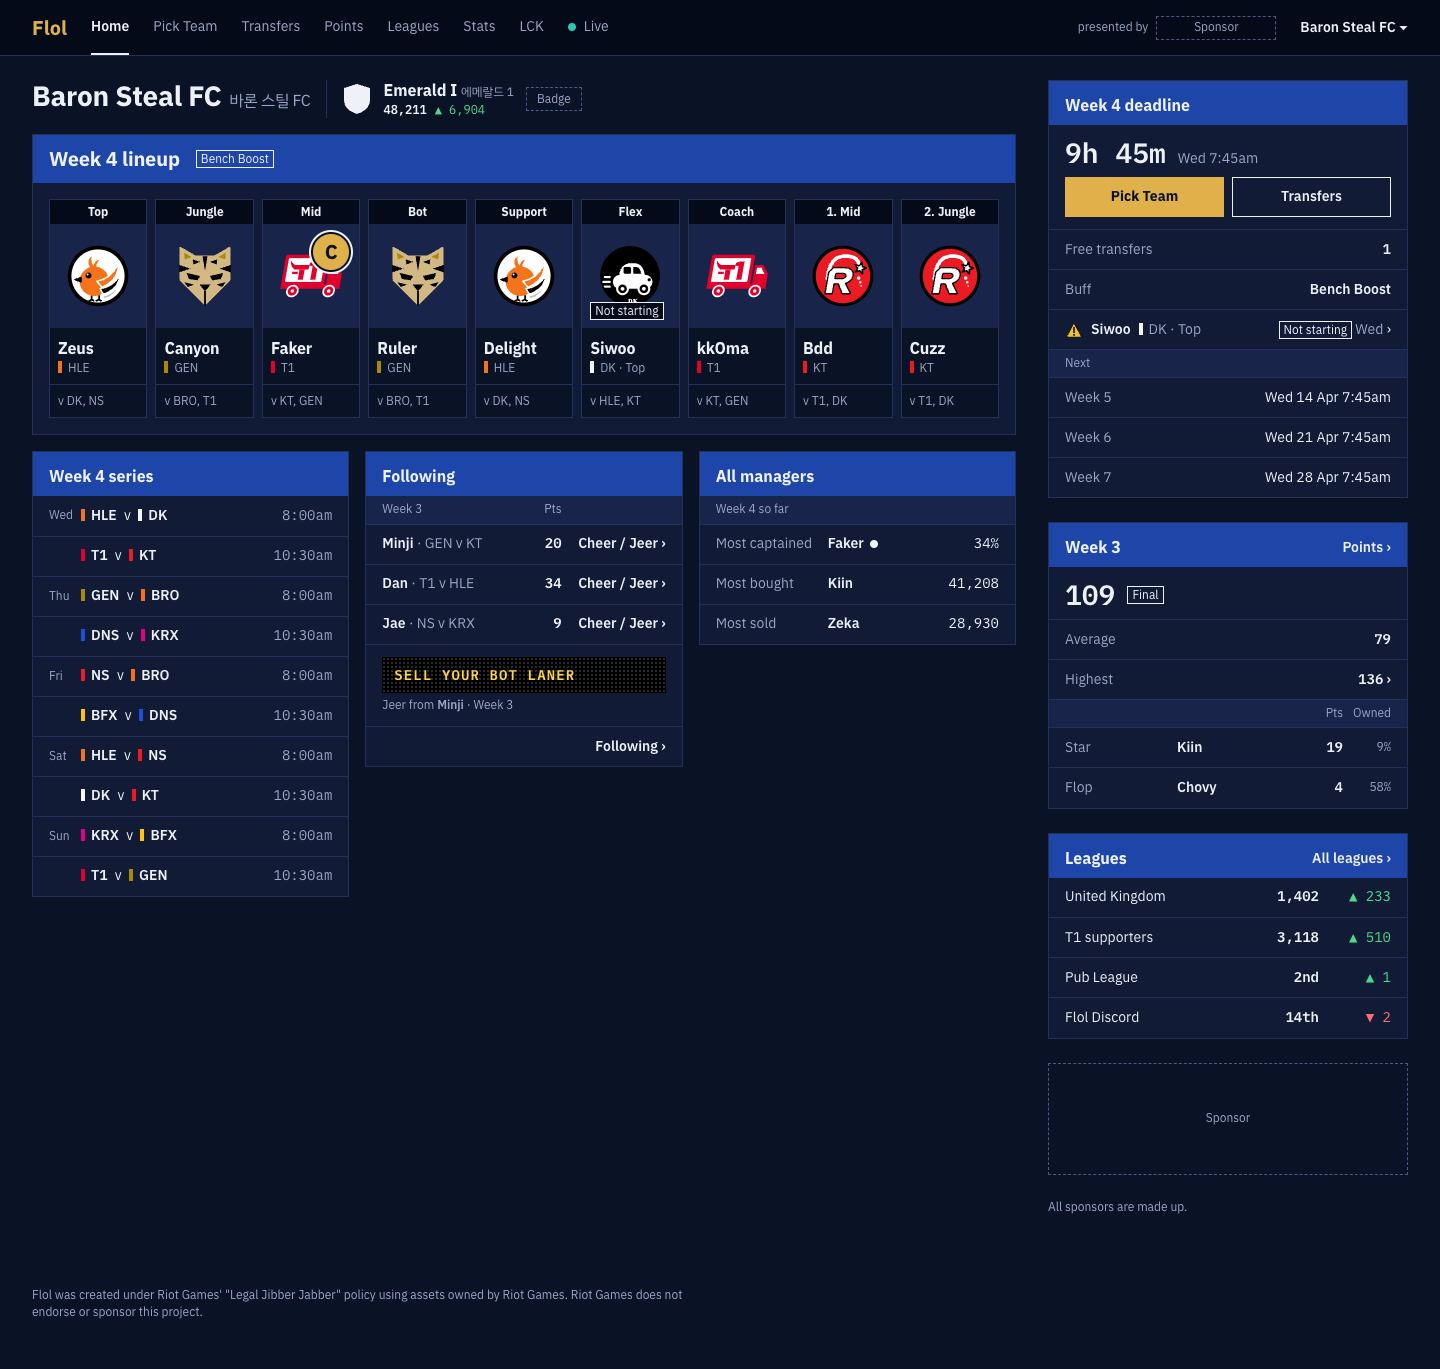 Flol Home Pick Team Transfers Points Leagues Stats LCK Live presented by Sponsor Baron Steal FC
Baron Steal FC 바론 스틸 FC
Emerald I 에메랄드 1
48,211 ▲ 6,904
Badge
Week 4 lineup Bench Boost
Top Jungle Mid Bot Support Flex Coach 1. Mid 2. Jungle
C
T1 DK T1 R R
Not starting
Zeus Canyon Faker Ruler Delight Siwoo kkOma Bdd Cuzz
HLE GEN T1 GEN HLE DK · Top T1 KT KT
v DK, NS v BRO, T1 v KT, GEN v BRO, T1 v DK, NS v HLE, KT v KT, GEN v T1, DK v T1, DK
Week 4 series
Wed HLE v DK 8:00am
T1 v KT 10:30am
Thu GEN v BRO 8:00am
DNS v KRX 10:30am
Fri NS v BRO 8:00am
BFX v DNS 10:30am
Sat HLE v NS 8:00am
DK v KT 10:30am
Sun KRX v BFX 8:00am
T1 v GEN 10:30am
Following
Week 3 Pts
Minji · GEN v KT 20 Cheer / Jeer ›
Dan · T1 v HLE 34 Cheer / Jeer ›
Jae · NS v KRX 9 Cheer / Jeer ›
SELL YOUR BOT LANER
Jeer from Minji · Week 3
Following ›
All managers
Week 4 so far
Most captained Faker 34%
Most bought Kiin 41,208
Most sold Zeka 28,930
Week 4 deadline
9h 45m Wed 7:45am
Pick Team Transfers
Free transfers 1
Buff Bench Boost
Siwoo DK · Top Not starting Wed ›
Next
Week 5 Wed 14 Apr 7:45am
Week 6 Wed 21 Apr 7:45am
Week 7 Wed 28 Apr 7:45am
Week 3 Points ›
109 Final
Average 79
Highest 136 ›
Pts Owned
Star Kiin 19 9%
Flop Chovy 4 58%
Leagues All leagues ›
United Kingdom 1,402 ▲ 233
T1 supporters 3,118 ▲ 510
Pub League 2nd ▲ 1
Flol Discord 14th ▼ 2
Sponsor
All sponsors are made up.
Flol was created under Riot Games' "Legal Jibber Jabber" policy using assets owned by Riot Games. Riot Games does not
endorse or sponsor this project.